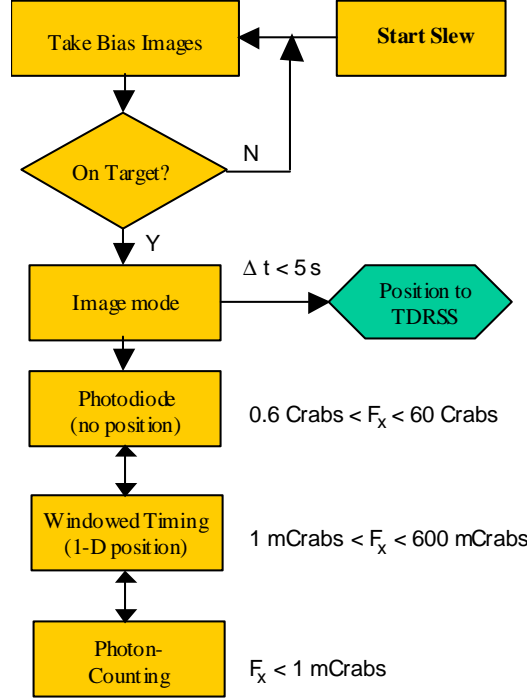 Take Bias Images
Start Slew
On Target?
N
Y
Δ t < 5 s
Image mode
Position to
TDRSS
Photodiode
(no position)
0.6 Crabs < Fx < 60 Crabs
Windowed Timing
(1-D position)
1 mCrabs < Fx < 600 mCrabs
Photon-
Counting
Fx < 1 mCrabs